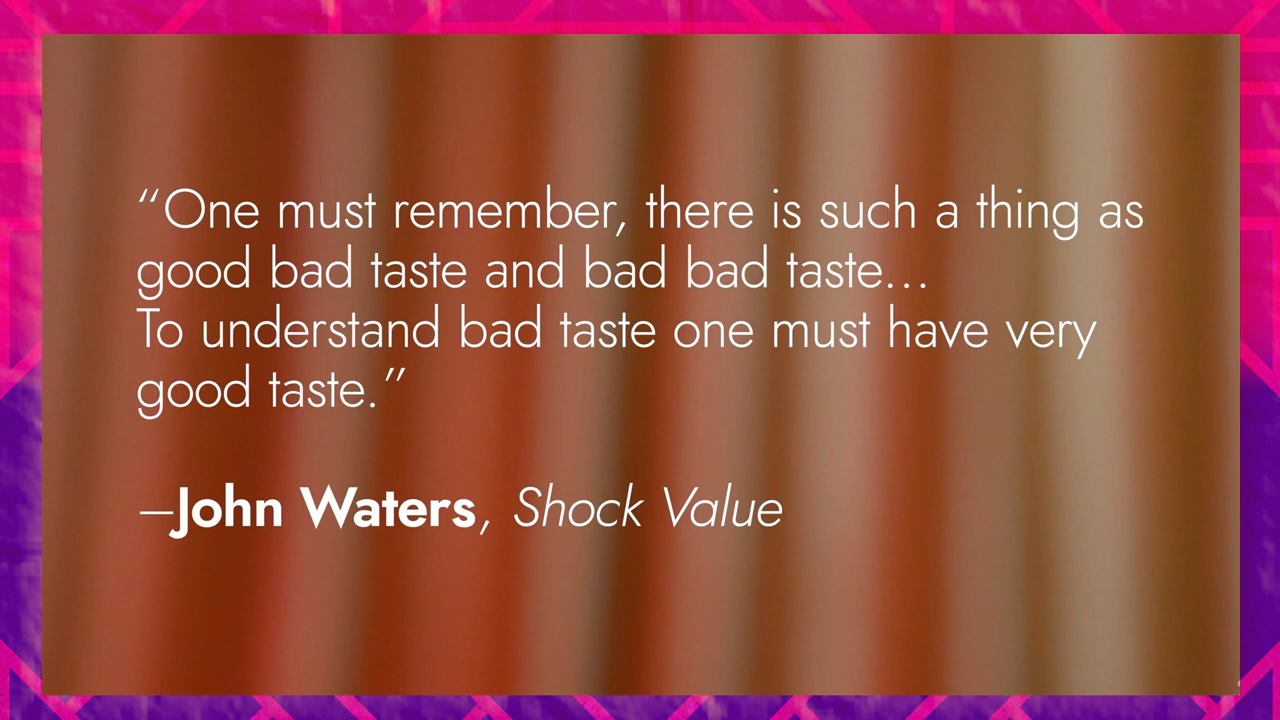 “One must remember, there is such a thing as
good bad taste and bad bad taste...
To understand bad taste one must have very
good taste.”
—John Waters, Shock Value